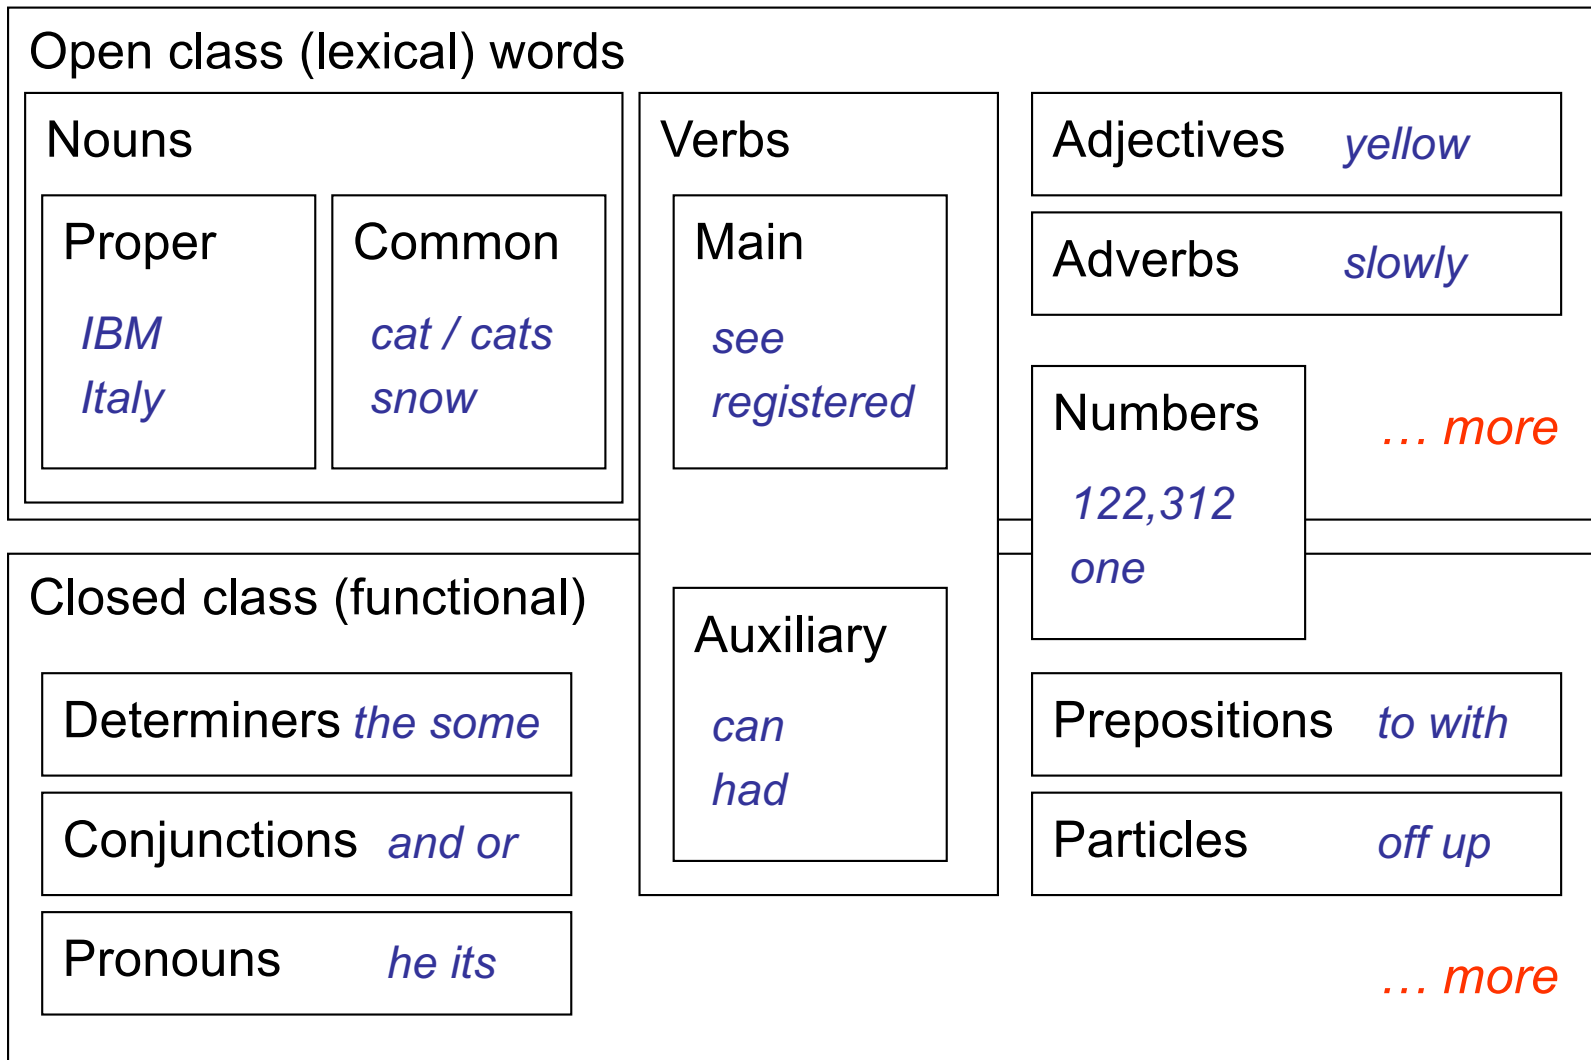 Open class (lexical) words
Nouns
Proper
IBM
Italy
Common
cat / cats
snow
Verbs
Main
see
registered
Adjectives yellow
Adverbs slowly
Numbers
122,312
one
… more
Closed class (functional)
Determiners the some
Conjunctions and or
Pronouns he its
Auxiliary
can
had
Prepositions to with
Particles off up
… more